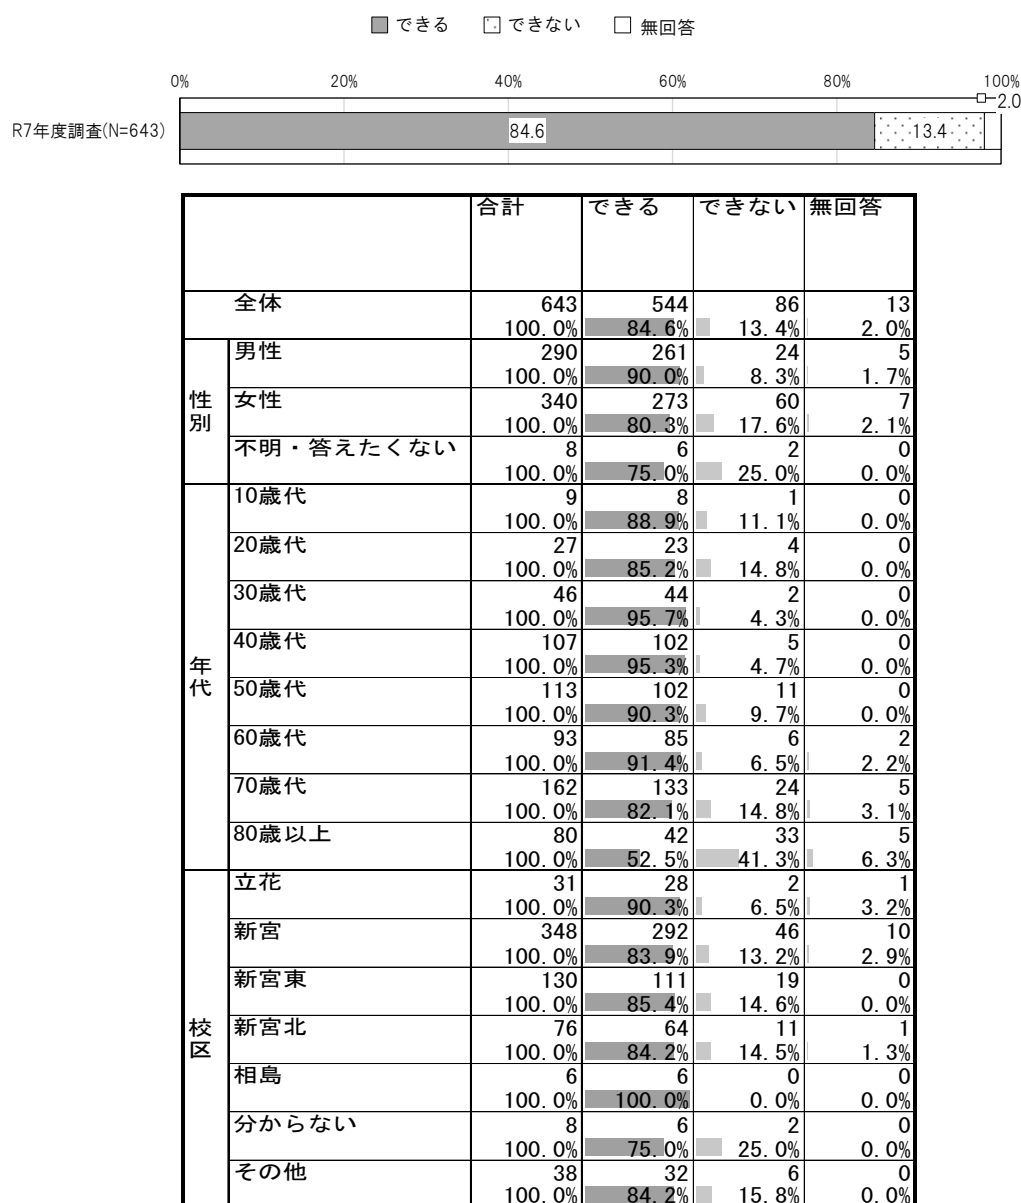 できる できない 無回答
0% 20% 40% 60% 80% 100%
2.0
R7年度調査(N=643) 84.6 13.4
合計 できる できない 無回答
全体 643 544 86 13
100.0% 84.6% 13.4% 2.0%
性別
男性 290 261 24 5
100.0% 90.0% 8.3% 1.7%
女性 340 273 60 7
100.0% 80.3% 17.6% 2.1%
不明・答えたくない 8 6 2 0
100.0% 75.0% 25.0% 0.0%
年代
10歳代 9 8 1 0
100.0% 88.9% 11.1% 0.0%
20歳代 27 23 4 0
100.0% 85.2% 14.8% 0.0%
30歳代 46 44 2 0
100.0% 95.7% 4.3% 0.0%
40歳代 107 102 5 0
100.0% 95.3% 4.7% 0.0%
50歳代 113 102 11 0
100.0% 90.3% 9.7% 0.0%
60歳代 93 85 6 2
100.0% 91.4% 6.5% 2.2%
70歳代 162 133 24 5
100.0% 82.1% 14.8% 3.1%
80歳以上 80 42 33 5
100.0% 52.5% 41.3% 6.3%
校区
立花 31 28 2 1
100.0% 90.3% 6.5% 3.2%
新宮 348 292 46 10
100.0% 83.9% 13.2% 2.9%
新宮東 130 111 19 0
100.0% 85.4% 14.6% 0.0%
新宮北 76 64 11 1
100.0% 84.2% 14.5% 1.3%
相島 6 6 0 0
100.0% 100.0% 0.0% 0.0%
分からない 8 6 2 0
100.0% 75.0% 25.0% 0.0%
その他 38 32 6 0
100.0% 84.2% 15.8% 0.0%